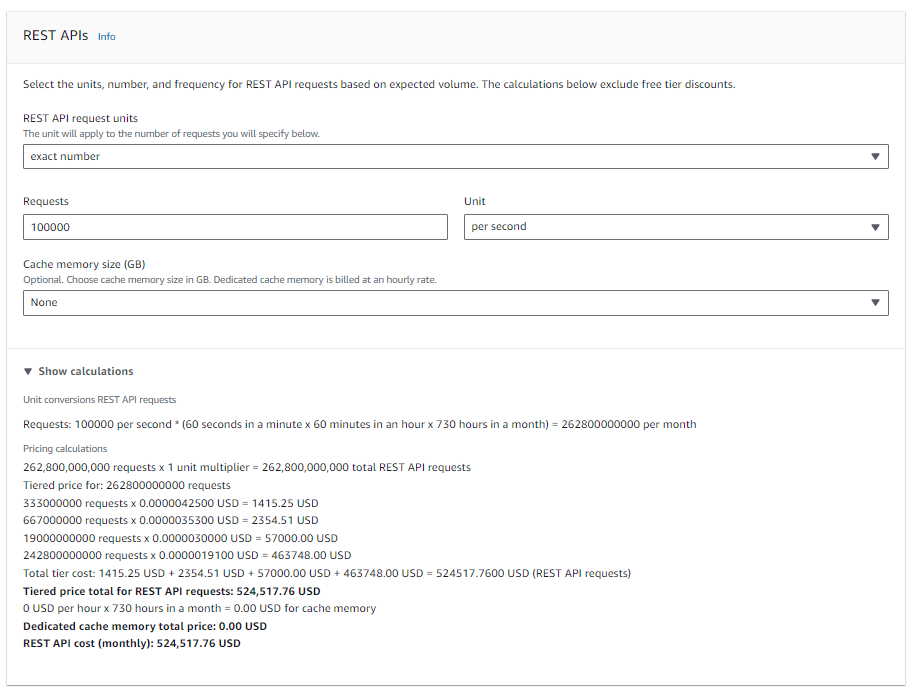 REST APIs Info
Select the units, number, and frequency for REST API requests based on expected volume. The calculations below exclude free tier discounts.
REST API request units
The unit will apply to the number of requests you will specify below.
exact number
Requests
Unit
100000
per second
Cache memory size (GB)
Optional. Choose cache memory size in GB. Dedicated cache memory is billed at an hourly rate.
None
Show calculations
Unit conversions REST API requests
Requests: 100000 per second * (60 seconds in a minute x 60 minutes in an hour x 730 hours in a month) = 262800000000 per month
Pricing calculations
262,800,000,000 requests x 1 unit multiplier = 262,800,000,000 total REST API requests
Tiered price for: 262800000000 requests
333000000 requests x 0.0000042500 USD = 1415.25 USD
667000000 requests x 0.0000035300 USD = 2354.51 USD
19000000000 requests x 0.0000030000 USD = 57000.00 USD
242800000000 requests x 0.0000019100 USD = 463748.00 USD
Total tier cost: 1415.25 USD + 2354.51 USD + 57000.00 USD + 463748.00 USD = 524517.7600 USD (REST API requests)
Tiered price total for REST API requests: 524,517.76 USD
0 USD per hour x 730 hours in a month = 0.00 USD for cache memory
Dedicated cache memory total price: 0.00 USD
REST API cost (monthly): 524,517.76 USD